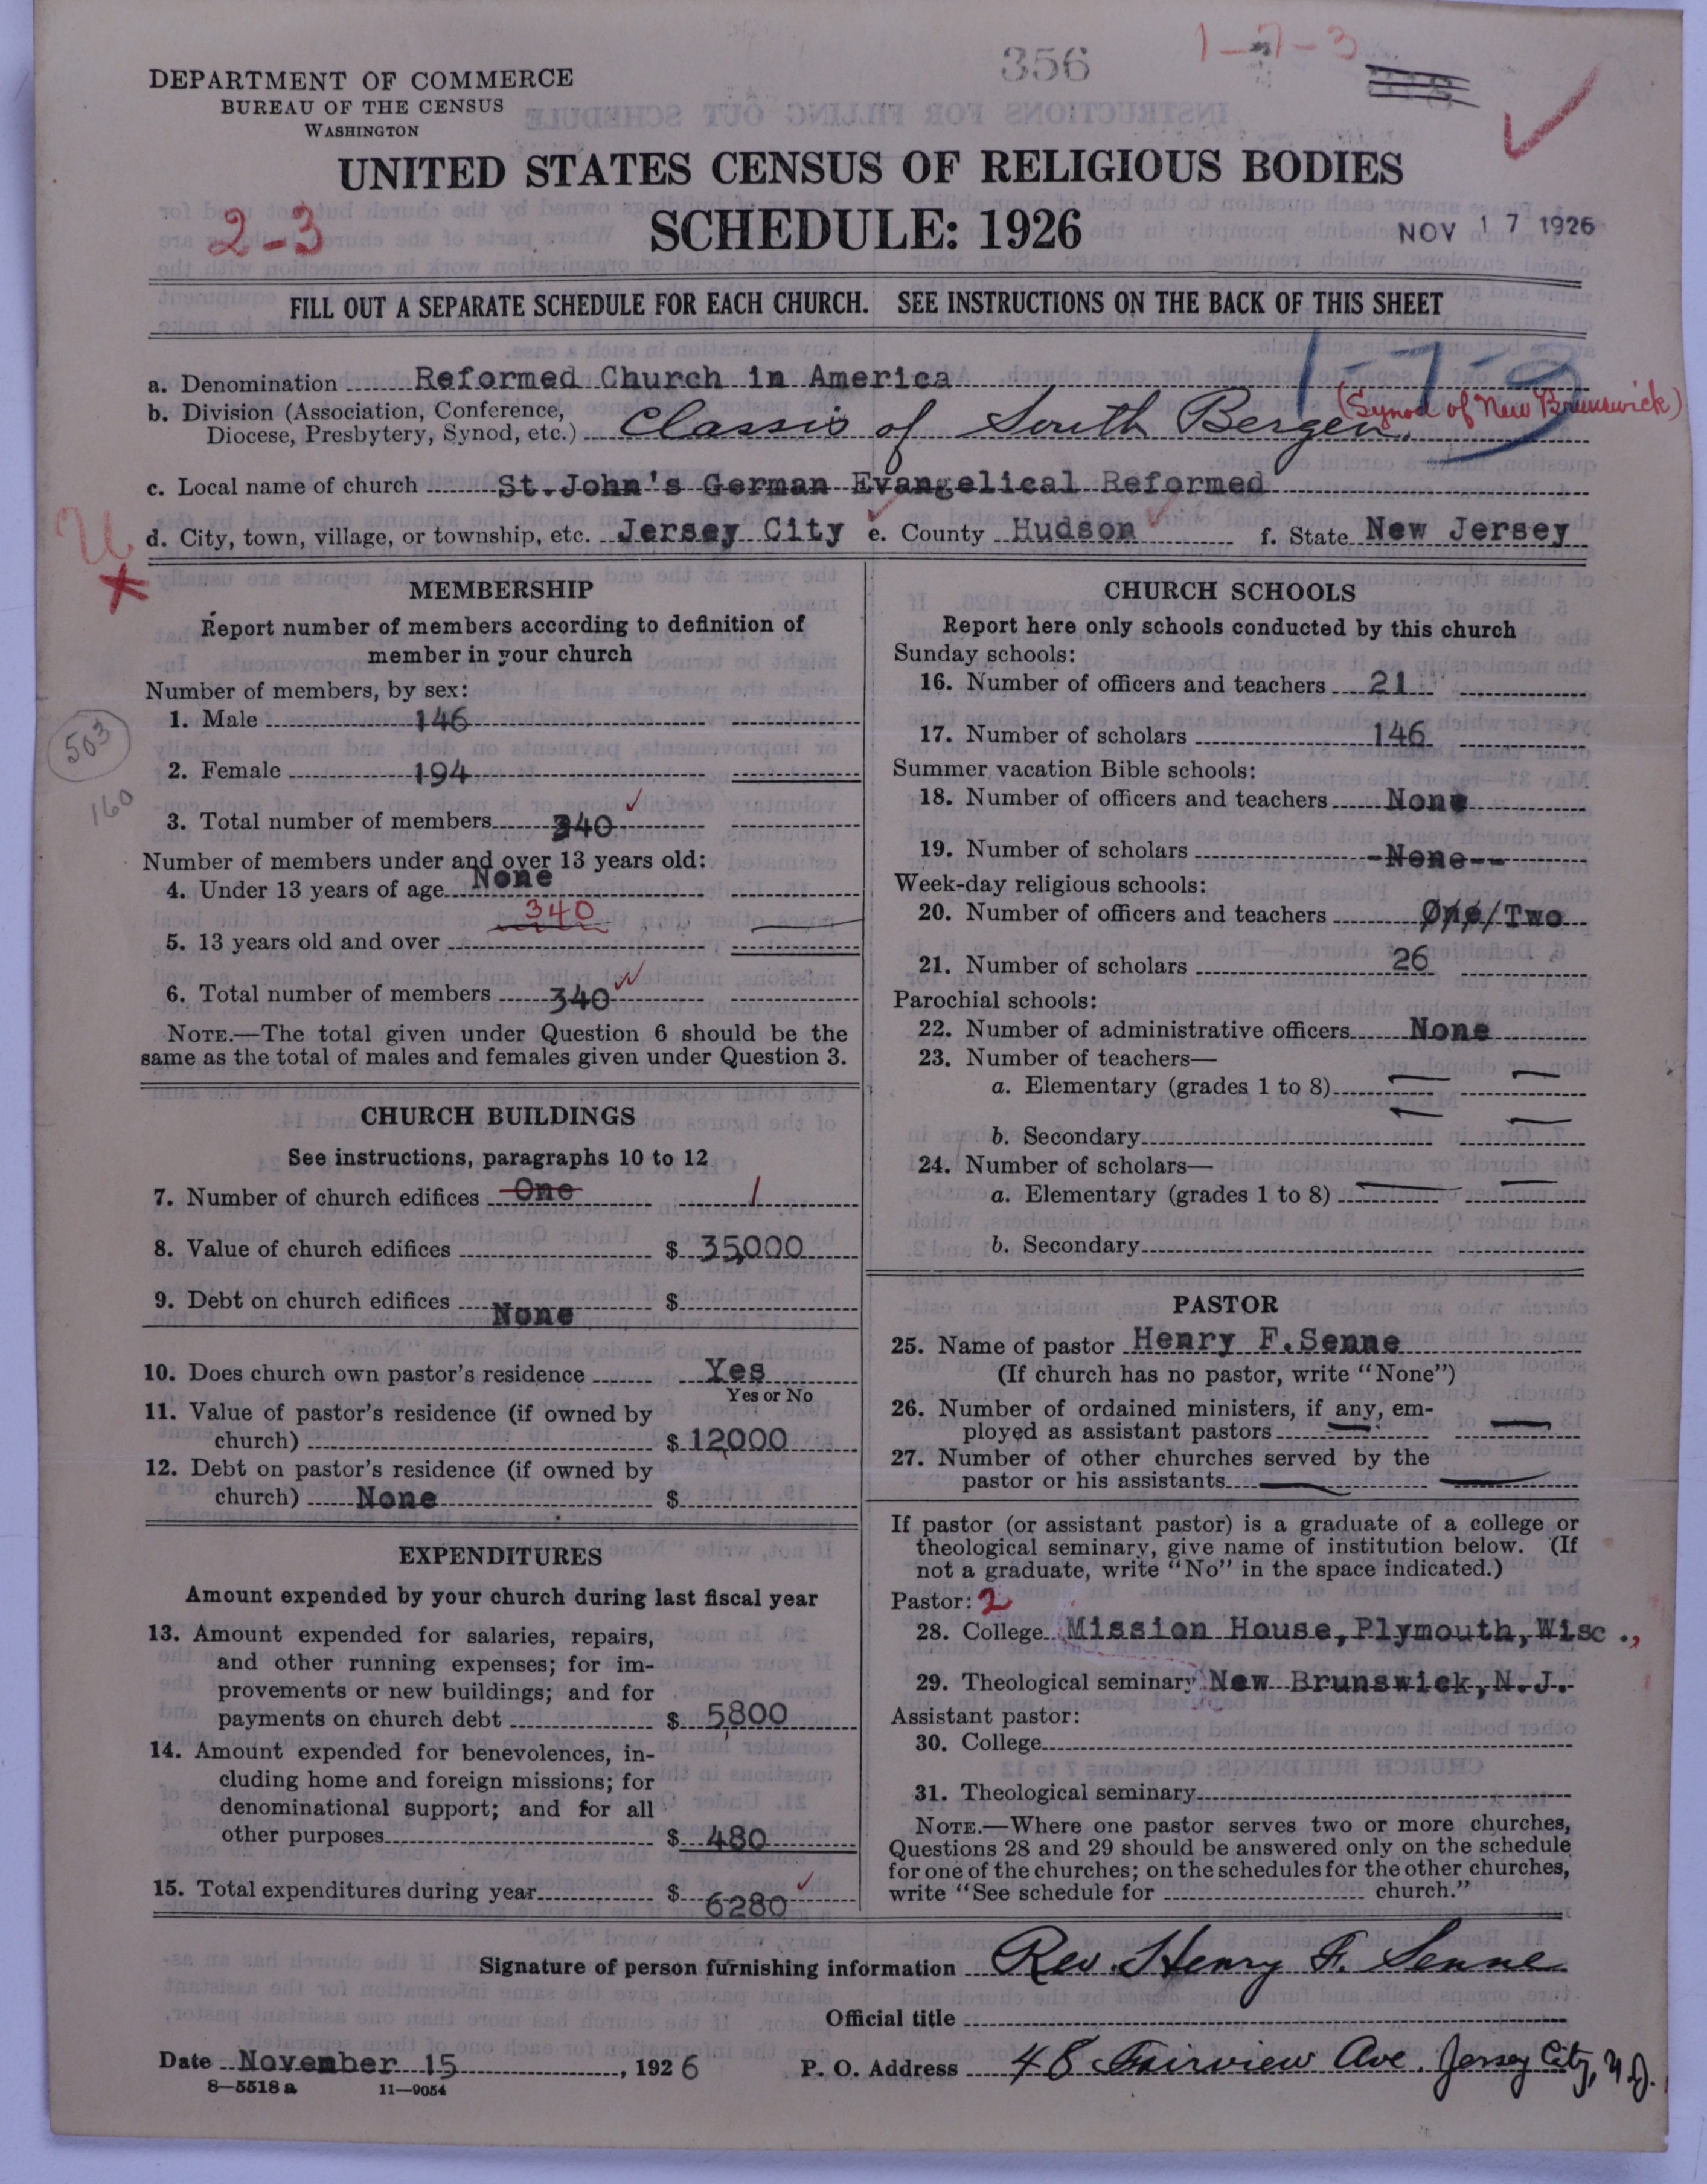 356
1-7-3
DEPARTMENT OF COMMERCE
BUREAU OF THE CENSUS
WASHINGTON
UNITED STATES CENSUS OF RELIGIOUS BODIES
2-3
SCHEDULE: 1926
NOV 17 1926
FILL OUT A SEPARATE SCHEDULE FOR EACH CHURCH. SEE INSTRUCTIONS ON THE BACK OF THIS SHEET
1-7-3
a. Denomination Reformed Church in America
(Synod of New Brunswick)
b. Division (Association, Conference,
Diocese, Presbytery, Synod, etc.) Classis of South Bergen.
c. Local name of church St.John's German Evangelical Reformed
d. City, town, village, or township, etc. Jersey City e. County Hudson f. State New Jersey
MEMBERSHIP
Report number of members according to definition of
member in your church
Number of members, by sex:
1. Male 146
503
2. Female 194
160
3. Total number of members 340
Number of members under and over 13 years old:
4. Under 13 years of age None
340
5. 13 years old and over
6. Total number of members 340
NOTE.—The total given under Question 6 should be the
same as the total of males and females given under Question 3.
CHURCH BUILDINGS
See instructions, paragraphs 10 to 12
7. Number of church edifices One 1
8. Value of church edifices $ 35,000
9. Debt on church edifices None $
10. Does church own pastor's residence Yes
Yes or No
11. Value of pastor's residence (if owned by
church) $ 12,000
12. Debt on pastor's residence (if owned by
church) None $
EXPENDITURES
Amount expended by your church during last fiscal year
13. Amount expended for salaries, repairs,
and other running expenses; for im-
provements or new buildings; and for
payments on church debt $ 5,800
14. Amount expended for benevolences, in-
cluding home and foreign missions; for
denominational support; and for all
other purposes $ 480
15. Total expenditures during year $ 6280
CHURCH SCHOOLS
Report here only schools conducted by this church
Sunday schools:
16. Number of officers and teachers 21
17. Number of scholars 146
Summer vacation Bible schools:
18. Number of officers and teachers None
19. Number of scholars -None--
Week-day religious schools:
20. Number of officers and teachers One/Two
21. Number of scholars 26
Parochial schools:
22. Number of administrative officers None
23. Number of teachers—
a. Elementary (grades 1 to 8)
b. Secondary
24. Number of scholars—
a. Elementary (grades 1 to 8)
b. Secondary
PASTOR
25. Name of pastor Henry F.Senne
(If church has no pastor, write "None")
26. Number of ordained ministers, if any, em-
ployed as assistant pastors
27. Number of other churches served by the
pastor or his assistants
If pastor (or assistant pastor) is a graduate of a college or
theological seminary, give name of institution below. (If
not a graduate, write "No" in the space indicated.)
Pastor: 2
28. College Mission House, Plymouth, Wisc.,
29. Theological seminary New Brunswick, N.J.
Assistant pastor:
30. College
31. Theological seminary
NOTE.—Where one pastor serves two or more churches,
Questions 28 and 29 should be answered only on the schedule
for one of the churches; on the schedules for the other churches,
write "See schedule for church."
Signature of person furnishing information Rev. Henry F. Senne
Official title
Date November 15, 1926 P. O. Address 48 Fairview Ave. Jersey City, N.J.
8-5518a 11-9054